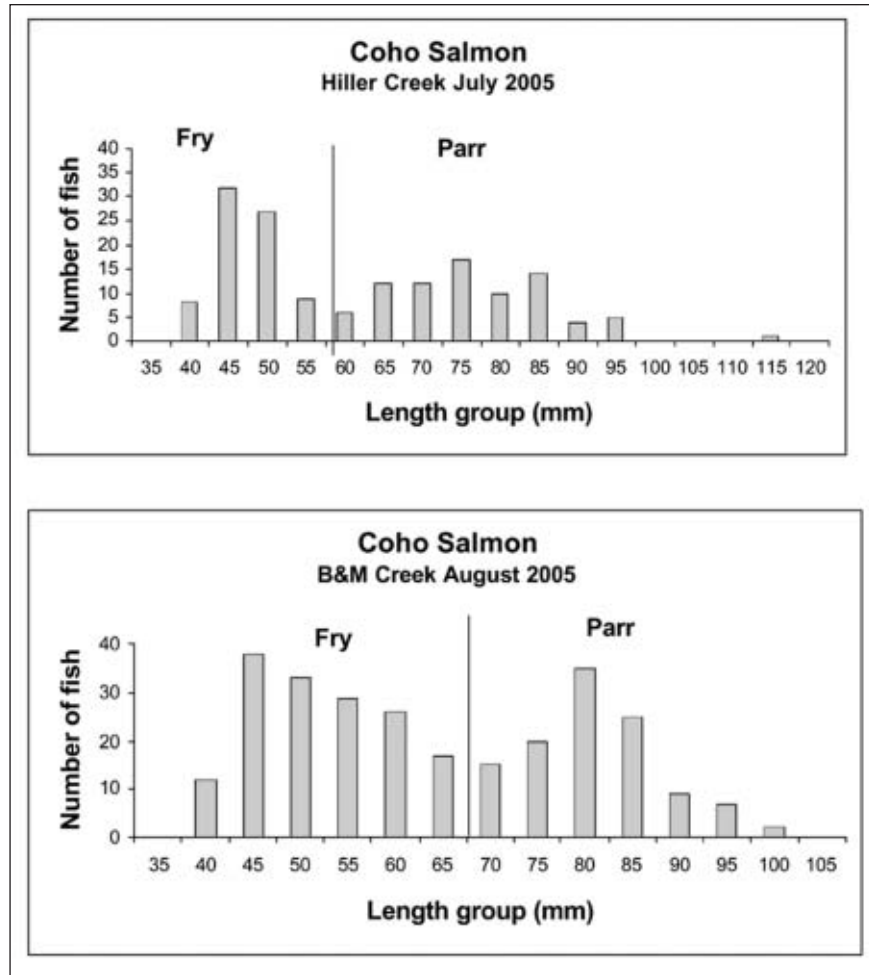 Coho Salmon
Hiller Creek July 2005
Fry
Parr
Number of fish
40
35
30
25
20
15
10
5
0
35 40 45 50 55 60 65 70 75 80 85 90 95 100 105 110 115 120
Length group (mm)
Coho Salmon
B&M Creek August 2005
Fry
Parr
Number of fish
40
30
20
10
0
35 40 45 50 55 60 65 70 75 80 85 90 95 100 105
Length group (mm)